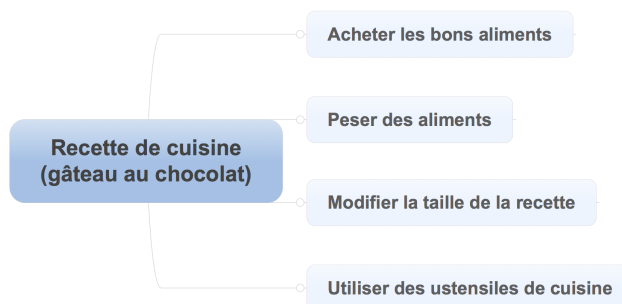 Acheter les bons aliments
Peser des aliments
Recette de cuisine
(gâteau au chocolat)
Modifier la taille de la recette
Utiliser des ustensiles de cuisine